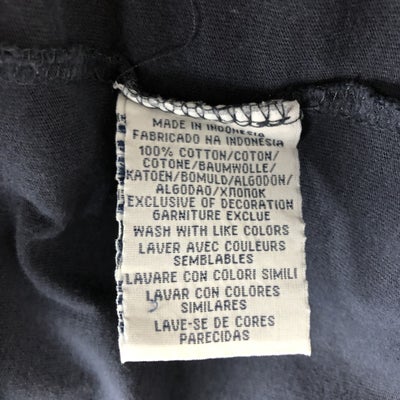 MADE IN INDONESIA
FABRICADO NA INDONESIA
100% COTTON/COTON/
COTONE/BAUMWOLLE/
KATOEN/BOMULD/ALGODON/
ALGODAO/ХЛОПОК
EXCLUSIVE OF DECORATION
GARNITURE EXCLUE
WASH WITH LIKE COLORS
LAVER AVEC COULEURS
SEMBLABLES
LAVARE CON COLORI SIMILI
LAVAR CON COLORES
SIMILARES
LAVE-SE DE CORES
PARECIDAS